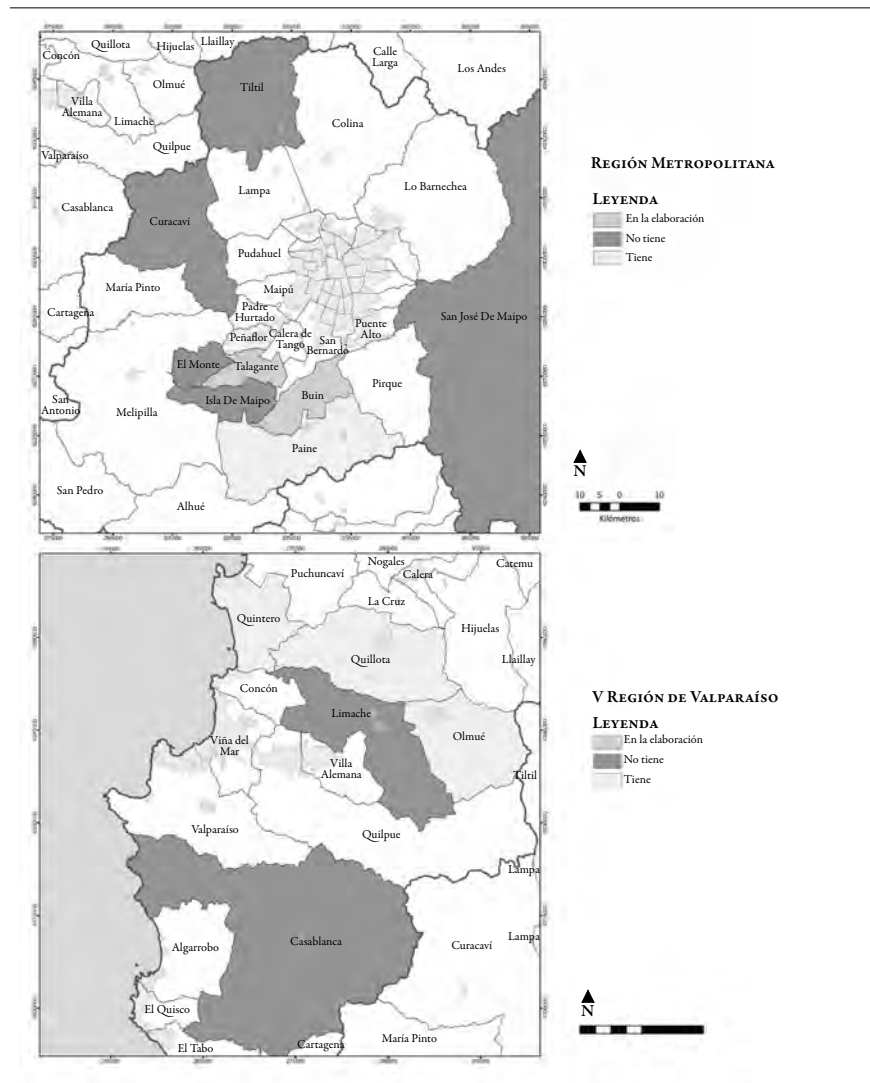 Concón
Quillota
Hijuelas
Llaillay
Calle
Larga
Los Andes
Olmué
Tiltil
Villa
Alemana
Limache
Colina
Valparaíso
Quilpue
Lampa
Lo Barnechea
Casablanca
Curacaví
Pudahuel
María Pinto
Maipú
Cartagena
Padre
Hurtado
San José De Maipo
Peñaflor
Calera de
Tango
San
Bernardo
Puente
Alto
El Monte
Talagante
Pirque
San
Antonio
Melipilla
Isla De Maipo
Buin
Paine
San Pedro
Alhué
REGIÓN METROPOLITANA
LEYENDA
En la elaboración
No tiene
Tiene
N
10 5 0 10
Kilómetros
Puchuncaví
Nogales
Calera
Catemu
La Cruz
Quintero
Hijuelas
Quillota
Llaillay
Concón
Limache
Olmué
Viña del
Mar
Villa
Alemana
Tiltil
Valparaíso
Quilpue
Lampa
Casablanca
Algarrobo
Curacaví
Lampa
El Quisco
El Tabo
Cartagena
María Pinto
V REGIÓN DE VALPARAÍSO
LEYENDA
En la elaboración
No tiene
Tiene
N